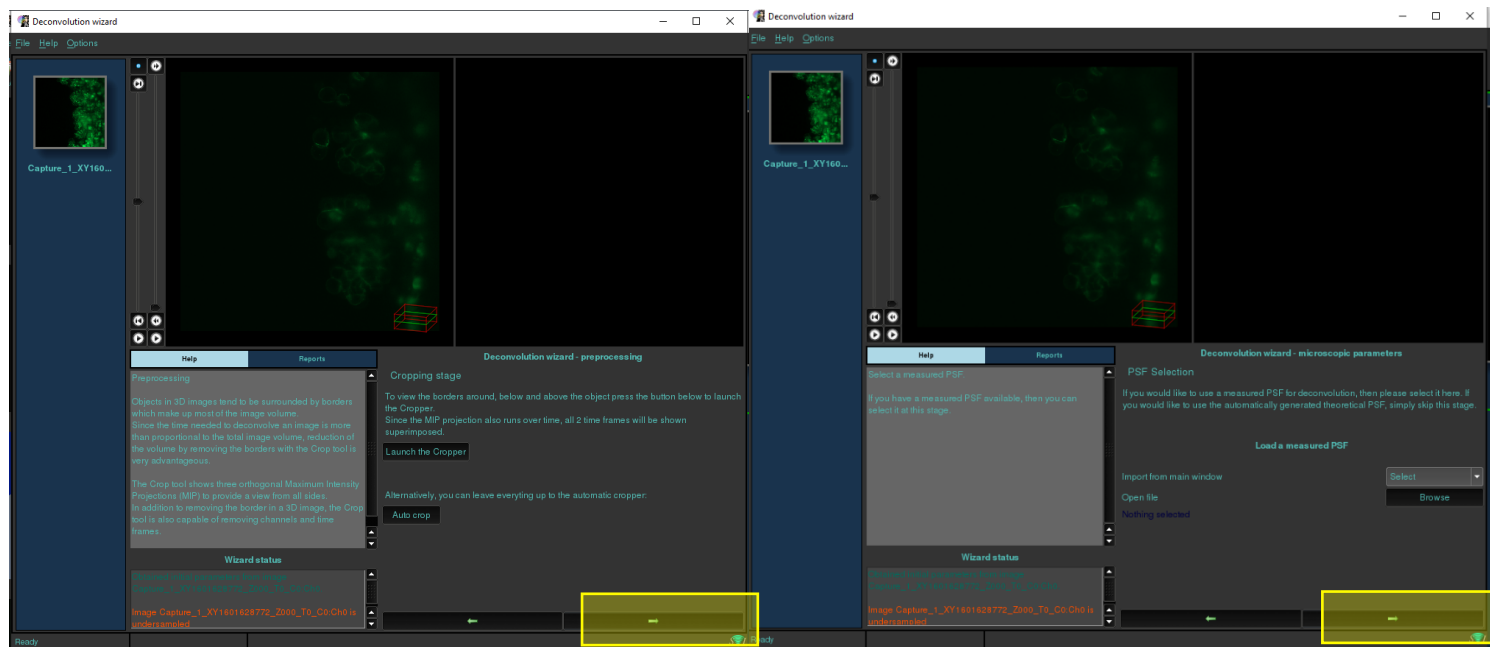 Deconvolution wizard
File Help Options
Capture_1_XY160...
Help
Reports
Preprocessing
Objects in 3D images tend to be surrounded by borders
which make up most of the image volume.
Since the time needed to deconvolve an image is more
than proportional to the total image volume, reduction of
the volume by removing the borders with the Crop tool is
very advantageous.
The Crop tool shows three orthogonal Maximum Intensity
Projections (MIP) to provide a view from all sides.
In addition to removing the border in a 3D image, the Crop
tool is also capable of removing channels and time
frames.
Wizard status
Image Capture_1_XY1601628772_Z000_T0_C0:Ch0 is
undersampled
Deconvolution wizard - preprocessing
Cropping stage
To view the borders around, below and above the object press the button below to launch
the Cropper.
Since the MIP projection also runs over time, all 2 time frames will be shown
superimposed.
Launch the Cropper
Alternatively, you can leave everyting up to the automatic cropper:
Auto crop
Ready
Deconvolution wizard
File Help Options
Capture_1_XY160...
Help
Reports
Select a measured PSF.
If you have a measured PSF available, then you can
select it at this stage.
Wizard status
Image Capture_1_XY1601628772_Z000_T0_C0:Ch0 is
undersampled
Deconvolution wizard - microscopic parameters
PSF Selection
If you would like to use a measured PSF for deconvolution, then please select it here. If
you would like to use the automatically generated theoretical PSF, simply skip this stage.
Load a measured PSF
Import from main window
Select
Open file
Browse
Nothing selected
Ready